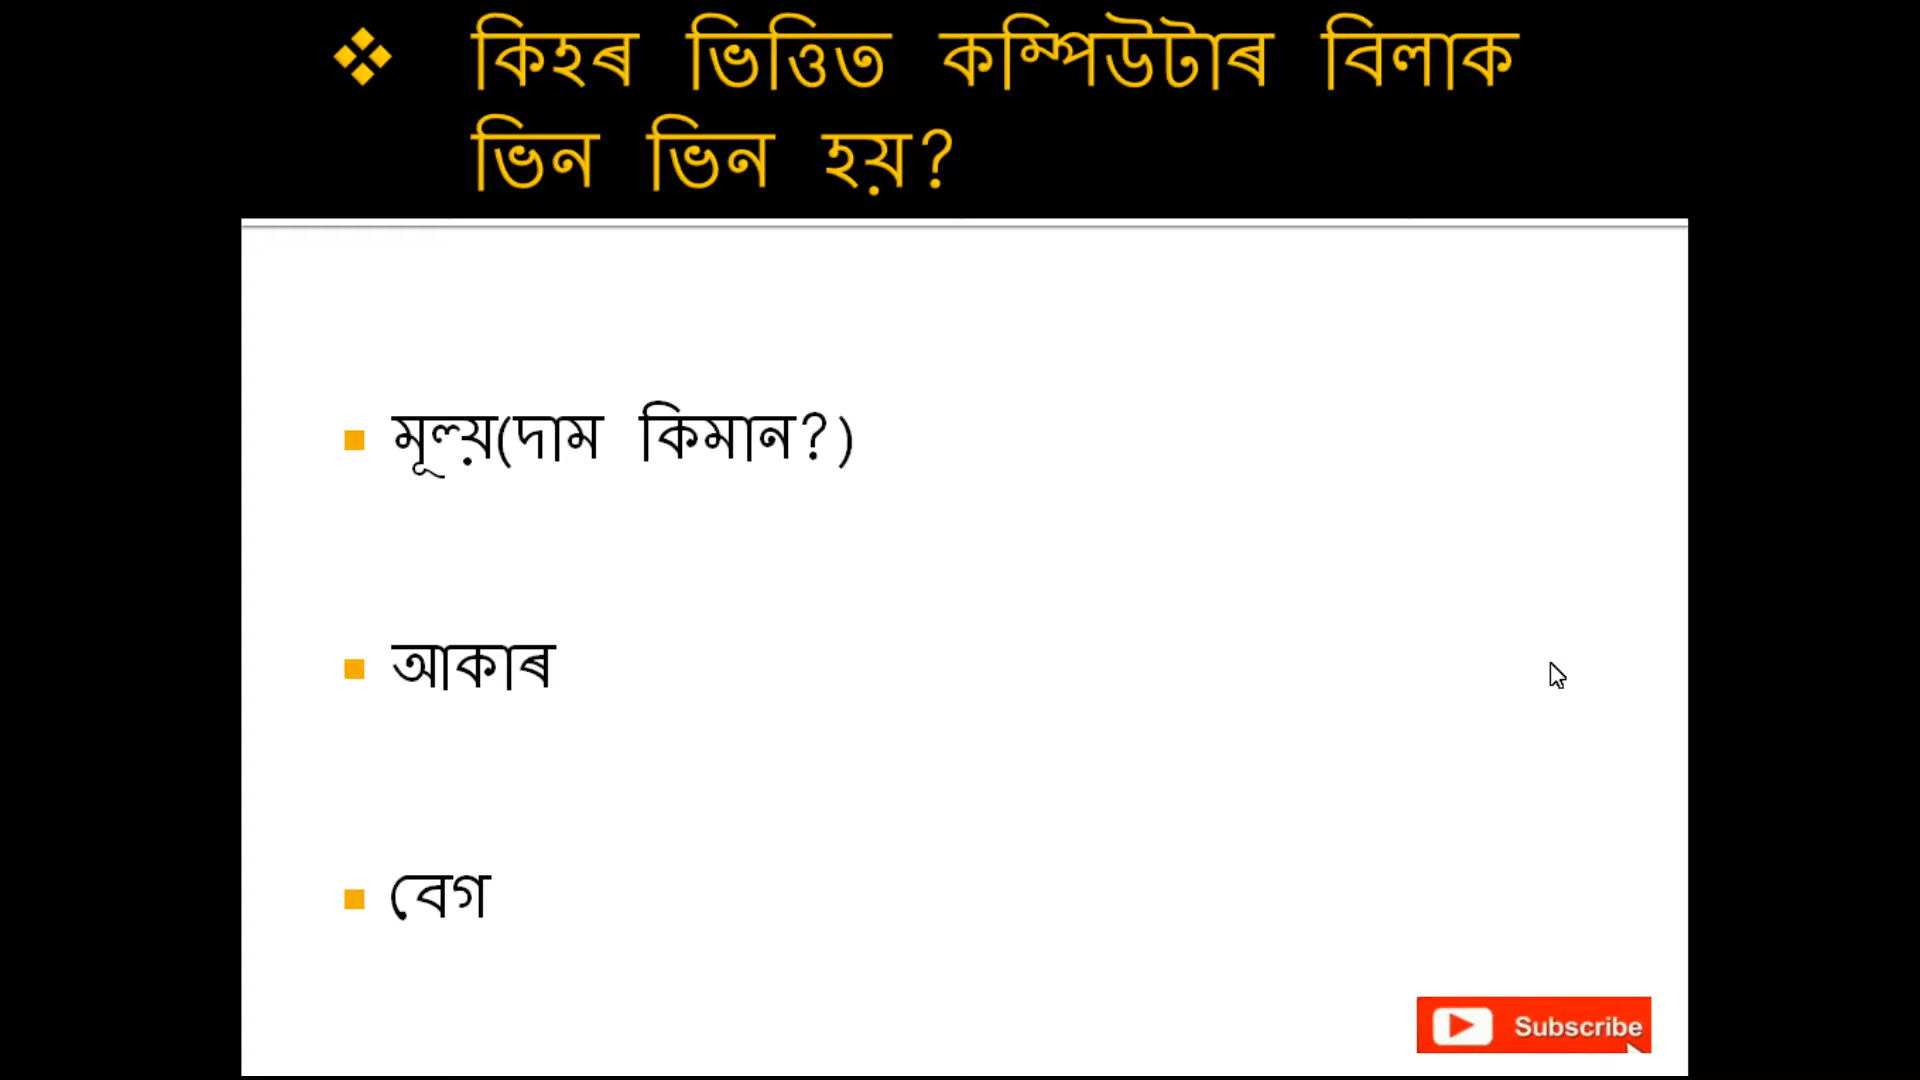 ❖ কিহৰ ভিত্তিত কম্পিউটাৰ বিলাক
ভিন ভিন হয়?
▪ মূল্য়(দাম কিমান?)
▪ আকাৰ
▪ বেগ
Subscribe